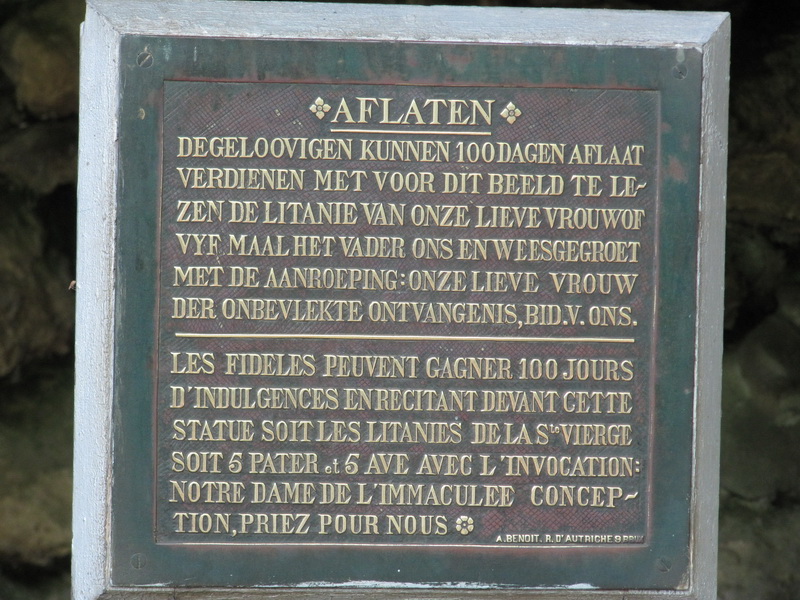 AFLATEN
DE GELOOVIGEN KUNNEN 100 DAGEN AFLAAT
VERDIENEN MET VOOR DIT BEELD TE LE~
ZEN DE LITANIE VAN ONZE LIEVE VROUW OF
VYF MAAL HET VADER ONS EN WEESGEGROET
MET DE AANROEPING: ONZE LIEVE VROUW
DER ONBEVLEKTE ONTVANGENIS, BID.V.ONS.
LES FIDELES PEUVENT GAGNER 100 JOURS
D'INDULGENCES EN RECITANT DEVANT CETTE
STATUE SOIT LES LITANIES DE LA Ste VIERGE
SOIT 5 PATER et 5 AVE AVEC L'INVOCATION:
NOTRE DAME DE L'IMMACULEE CONCEP~
TION, PRIEZ POUR NOUS
A. BENOIT. R. D'AUTRICHE 9 BRUX